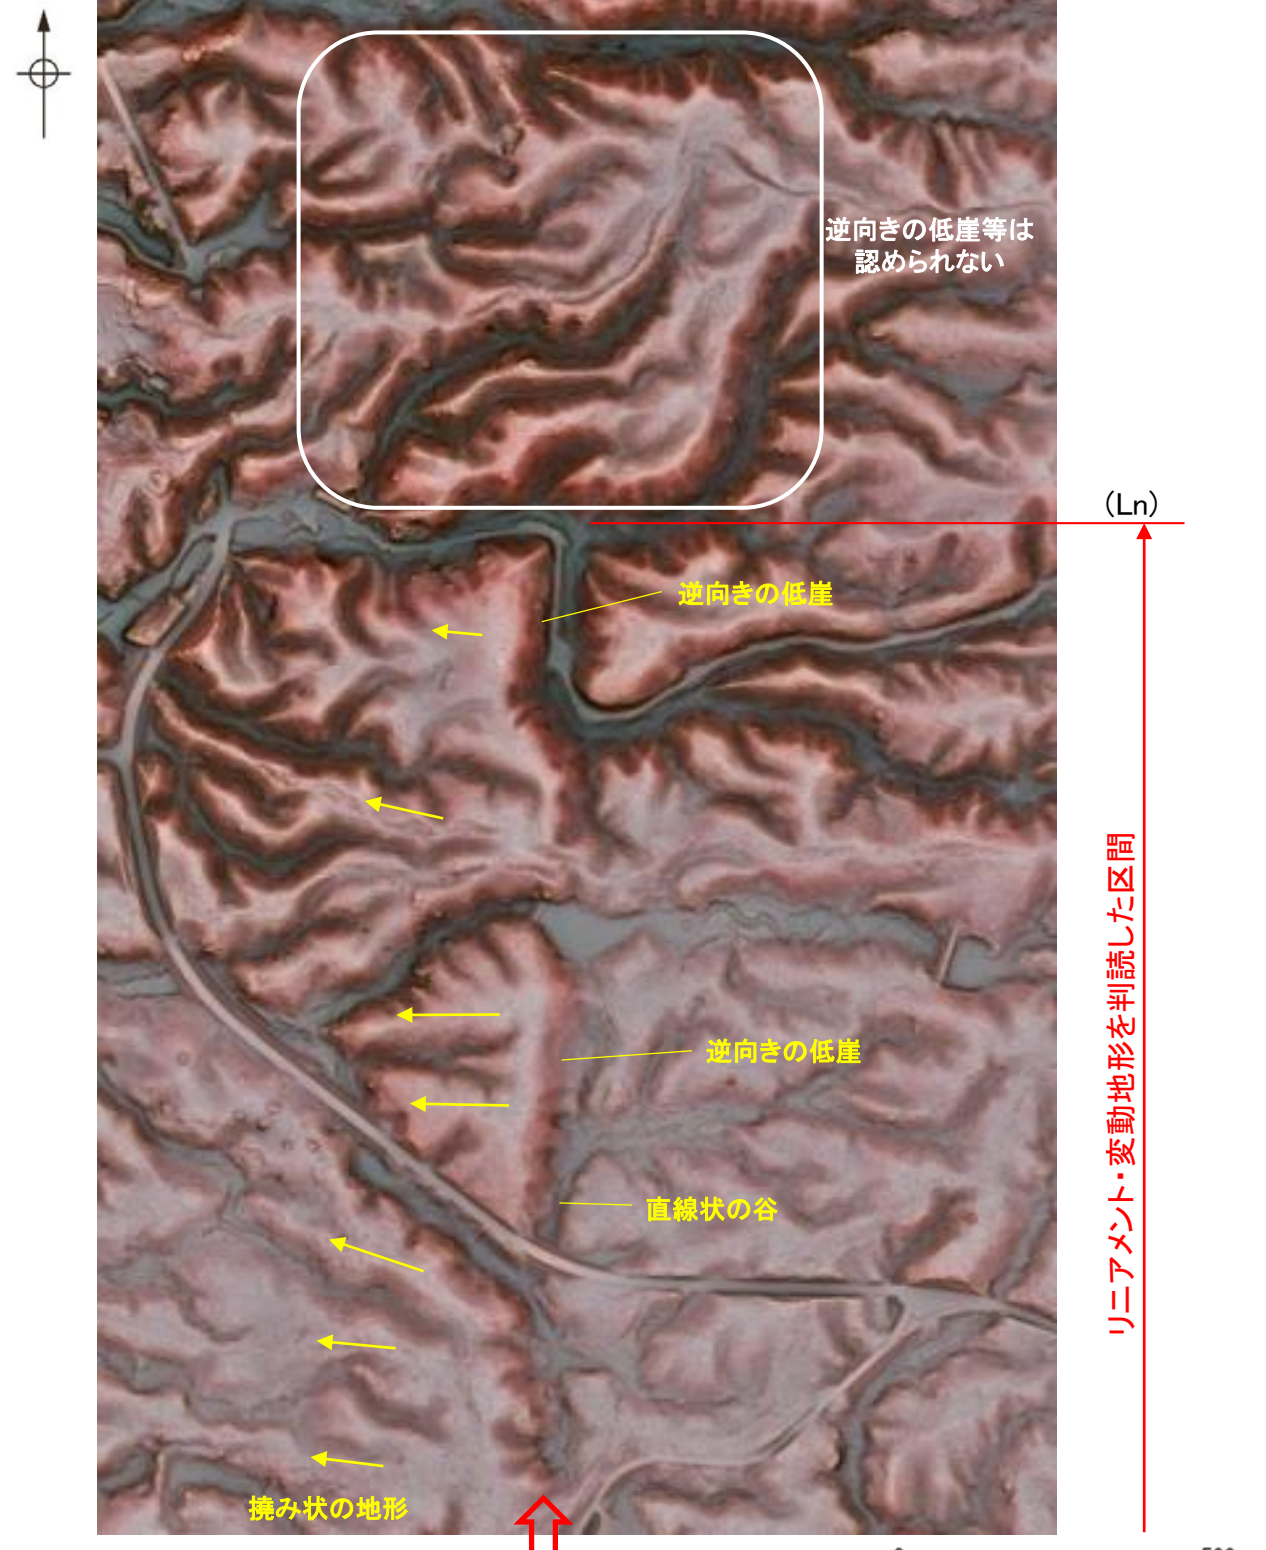 逆向きの低崖等は
認められない
(Ln)
逆向きの低崖
リニアメント・変動地形を判読した区間
逆向きの低崖
直線状の谷
撓み状の地形